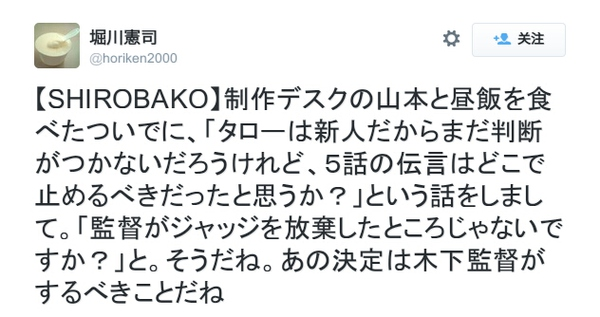 堀川憲司
@horiken2000
关注
【SHIROBAKO】制作デスクの山本と昼飯を食
べたついでに、「タローは新人だからまだ判断
がつかないだろうけれど、５話の伝言はどこで
止めるべきだったと思うか？」という話をしまし
て。「監督がジャッジを放棄したところじゃないで
すか？」と。そうだね。あの決定は木下監督が
するべきことだね